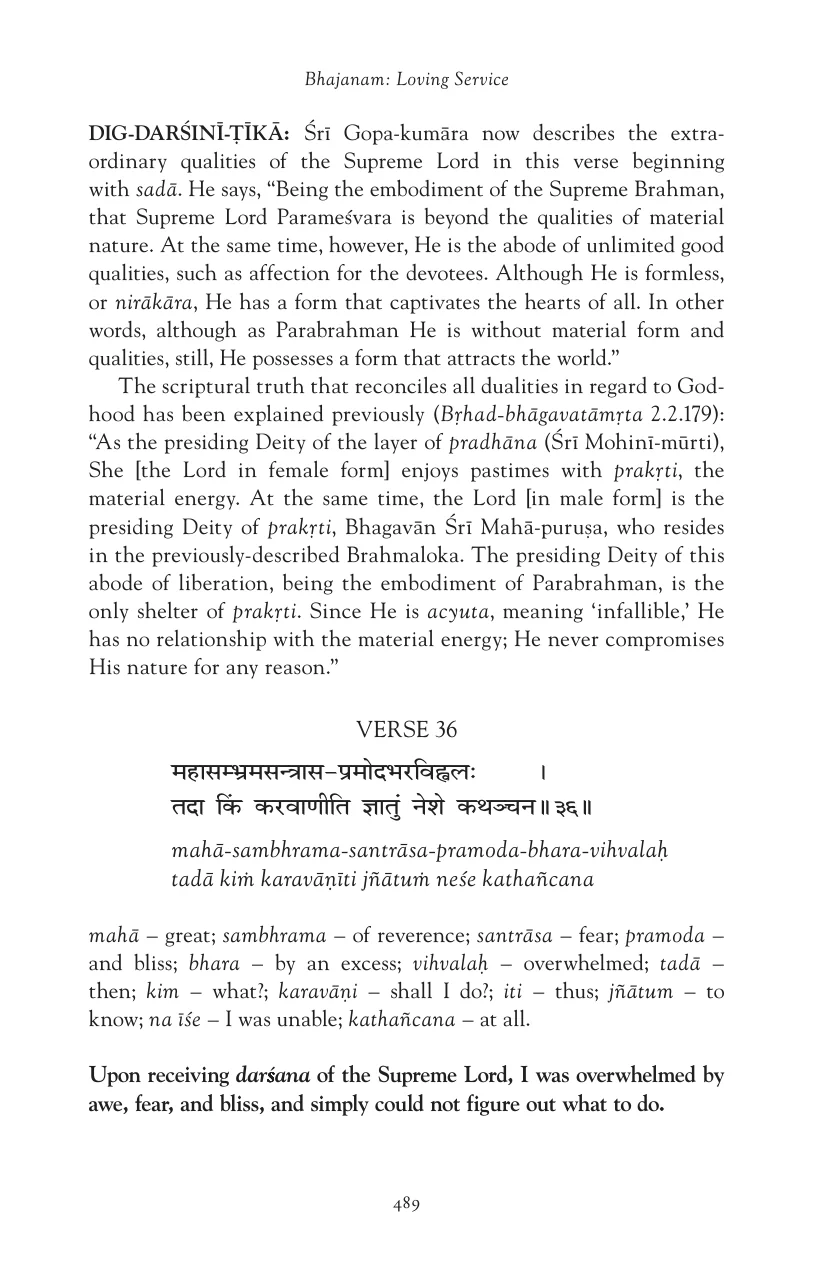 Bhajanam: Loving Service
DIG-DARŚINĪ-ṬĪKĀ: Śrī Gopa-kumāra now describes the extra-
ordinary qualities of the Supreme Lord in this verse beginning
with sadā. He says, “Being the embodiment of the Supreme Brahman,
that Supreme Lord Parameśvara is beyond the qualities of material
nature. At the same time, however, He is the abode of unlimited good
qualities, such as affection for the devotees. Although He is formless,
or nirākāra, He has a form that captivates the hearts of all. In other
words, although as Parabrahman He is without material form and
qualities, still, He possesses a form that attracts the world.”
The scriptural truth that reconciles all dualities in regard to God-
hood has been explained previously (Bṛhad-bhāgavatāmṛta 2.2.179):
“As the presiding Deity of the layer of pradhāna (Śrī Mohinī-mūrti),
She [the Lord in female form] enjoys pastimes with prakṛti, the
material energy. At the same time, the Lord [in male form] is the
presiding Deity of prakṛti, Bhagavān Śrī Mahā-puruṣa, who resides
in the previously-described Brahmaloka. The presiding Deity of this
abode of liberation, being the embodiment of Parabrahman, is the
only shelter of prakṛti. Since He is acyuta, meaning ‘infallible,’ He
has no relationship with the material energy; He never compromises
His nature for any reason.”
VERSE 36
महासम्भ्रमसन्त्रास-प्रमोदभरविह्वलः ।
तदा किं करवाणीति ज्ञातुं नेशे कथञ्चन॥३६॥
mahā-sambhrama-santrāsa-pramoda-bhara-vihvalaḥ
tadā kiṁ karavāṇīti jñātuṁ neśe kathañcana
mahā – great; sambhrama – of reverence; santrāsa – fear; pramoda –
and bliss; bhara – by an excess; vihvalaḥ – overwhelmed; tadā –
then; kim – what?; karavāṇi – shall I do?; iti – thus; jñātum – to
know; na īśe – I was unable; kathañcana – at all.
Upon receiving darśana of the Supreme Lord, I was overwhelmed by
awe, fear, and bliss, and simply could not figure out what to do.
489